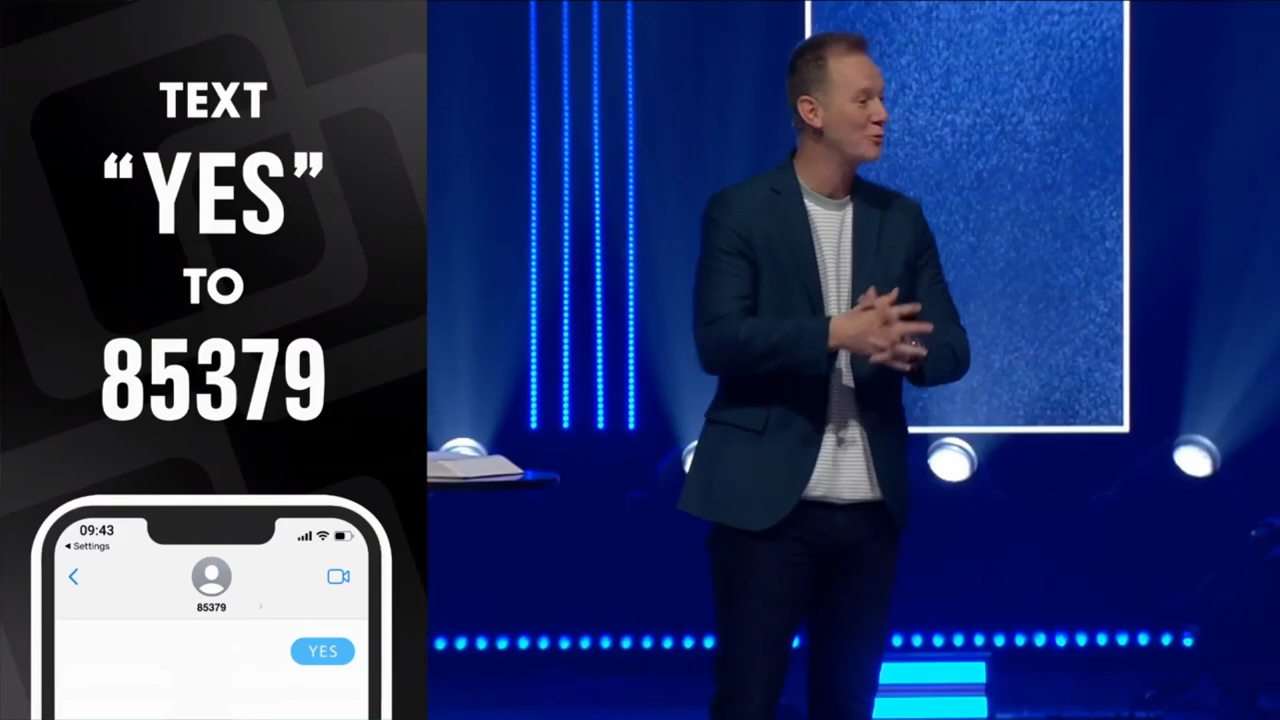 TEXT
“YES”
TO
85379
09:43
◀ Settings
85379
YES